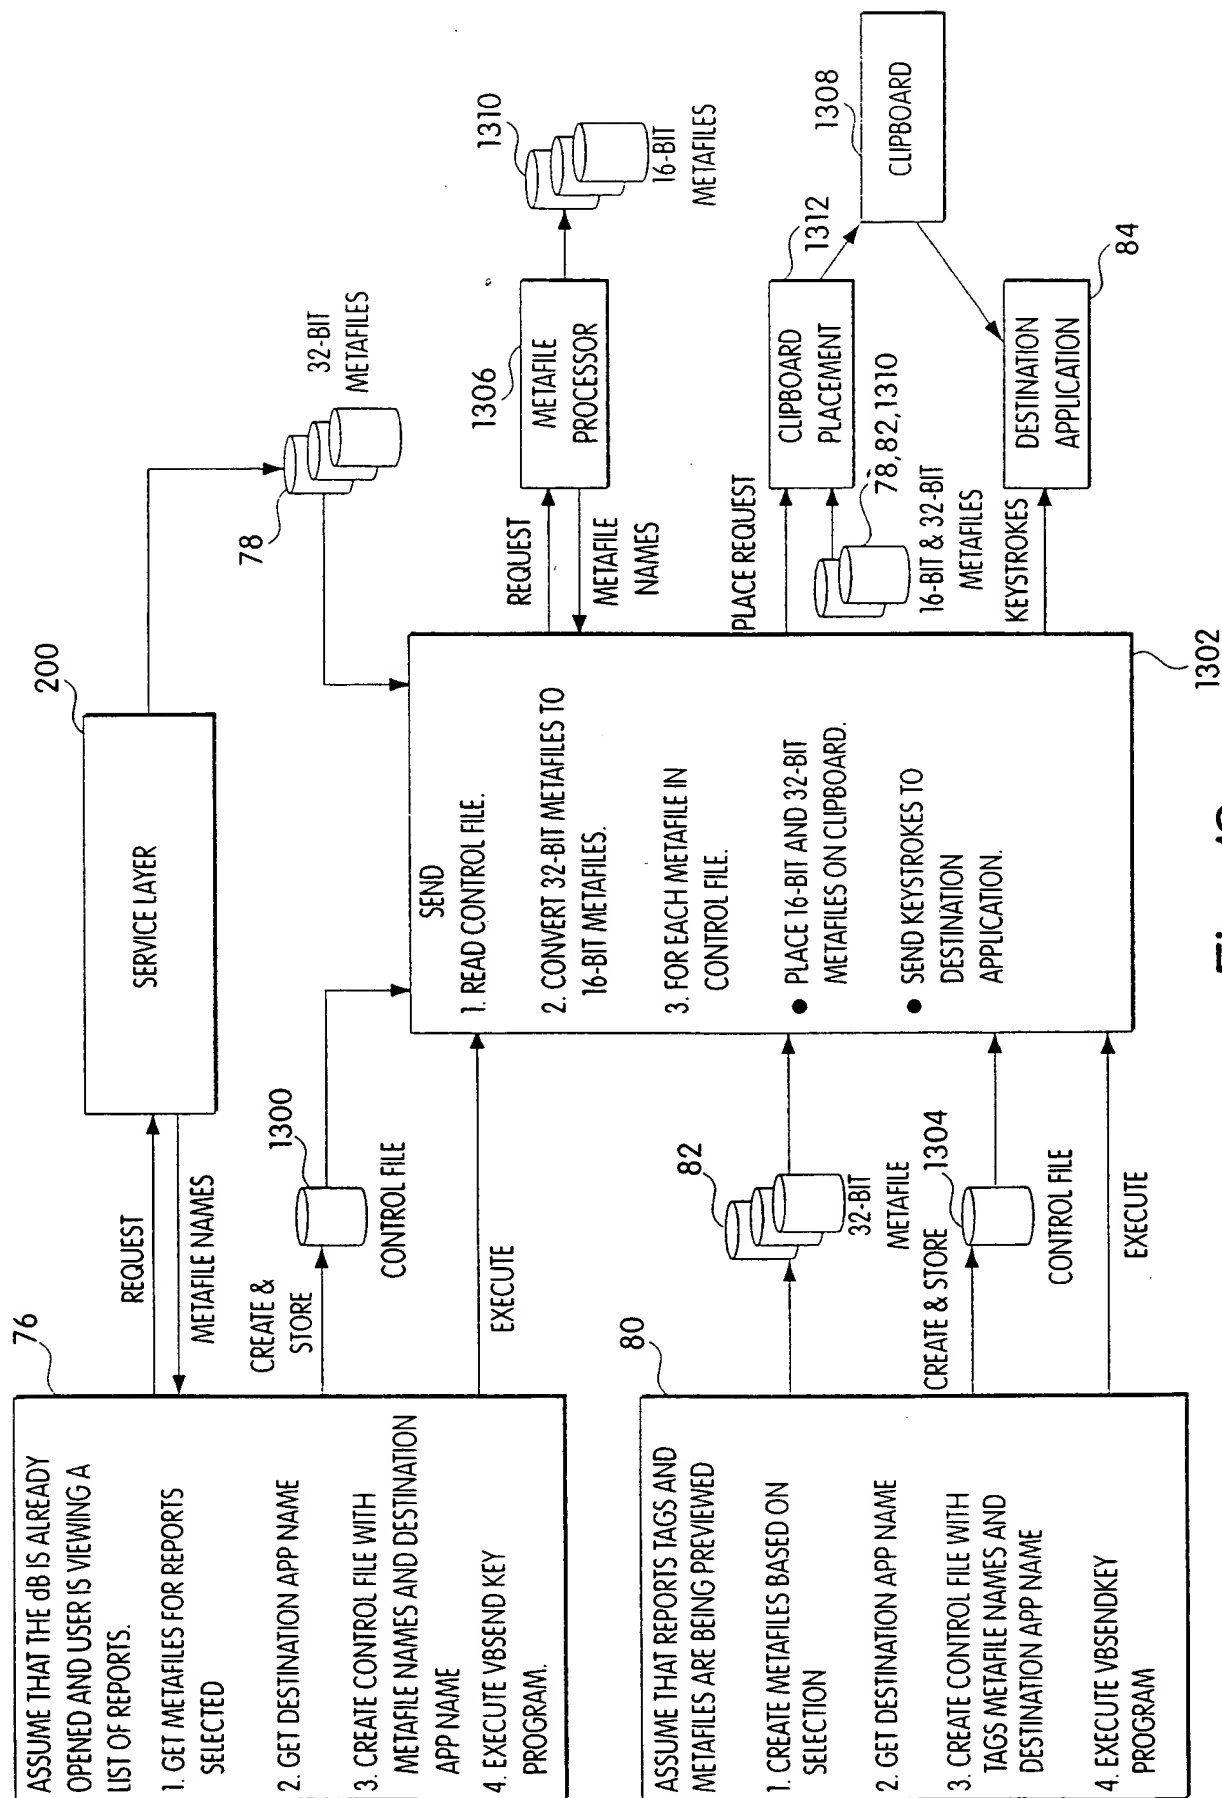 76
ASSUME THAT THE dB IS ALREADY
OPENED AND USER IS VIEWING A
LIST OF REPORTS.
1. GET METAFILES FOR REPORTS
SELECTED
2. GET DESTINATION APP NAME
3. CREATE CONTROL FILE WITH
METAFILE NAMES AND DESTINATION
APP NAME
4. EXECUTE VBSEND KEY
PROGRAM.
REQUEST
METAFILE NAMES
200
SERVICE LAYER
CREATE &
STORE
1300
CONTROL FILE
EXECUTE
78
32-BIT
METAFILES
80
ASSUME THAT REPORTS TAGS AND
METAFILES ARE BEING PREVIEWED
1. CREATE METAFILES BASED ON
SELECTION
2. GET DESTINATION APP NAME
3. CREATE CONTROL FILE WITH
TAGS METAFILE NAMES AND
DESTINATION APP NAME
4. EXECUTE VBSENDKEY
PROGRAM
82
32-BIT
METAFILE
CREATE & STORE
1304
CONTROL FILE
EXECUTE
SEND
1. READ CONTROL FILE.
2. CONVERT 32-BIT METAFILES TO
16-BIT METAFILES.
3. FOR EACH METAFILE IN
CONTROL FILE.
● PLACE 16-BIT AND 32-BIT
METAFILES ON CLIPBOARD.
● SEND KEYSTROKES TO
DESTINATION
APPLICATION.
1302
REQUEST
METAFILE
NAMES
1306
METAFILE
PROCESSOR
1310
16-BIT
METAFILES
PLACE REQUEST
1312
CLIPBOARD
PLACEMENT
78, 82, 1310
16-BIT & 32-BIT
METAFILES
1308
CLIPBOARD
KEYSTROKES
84
DESTINATION
APPLICATION